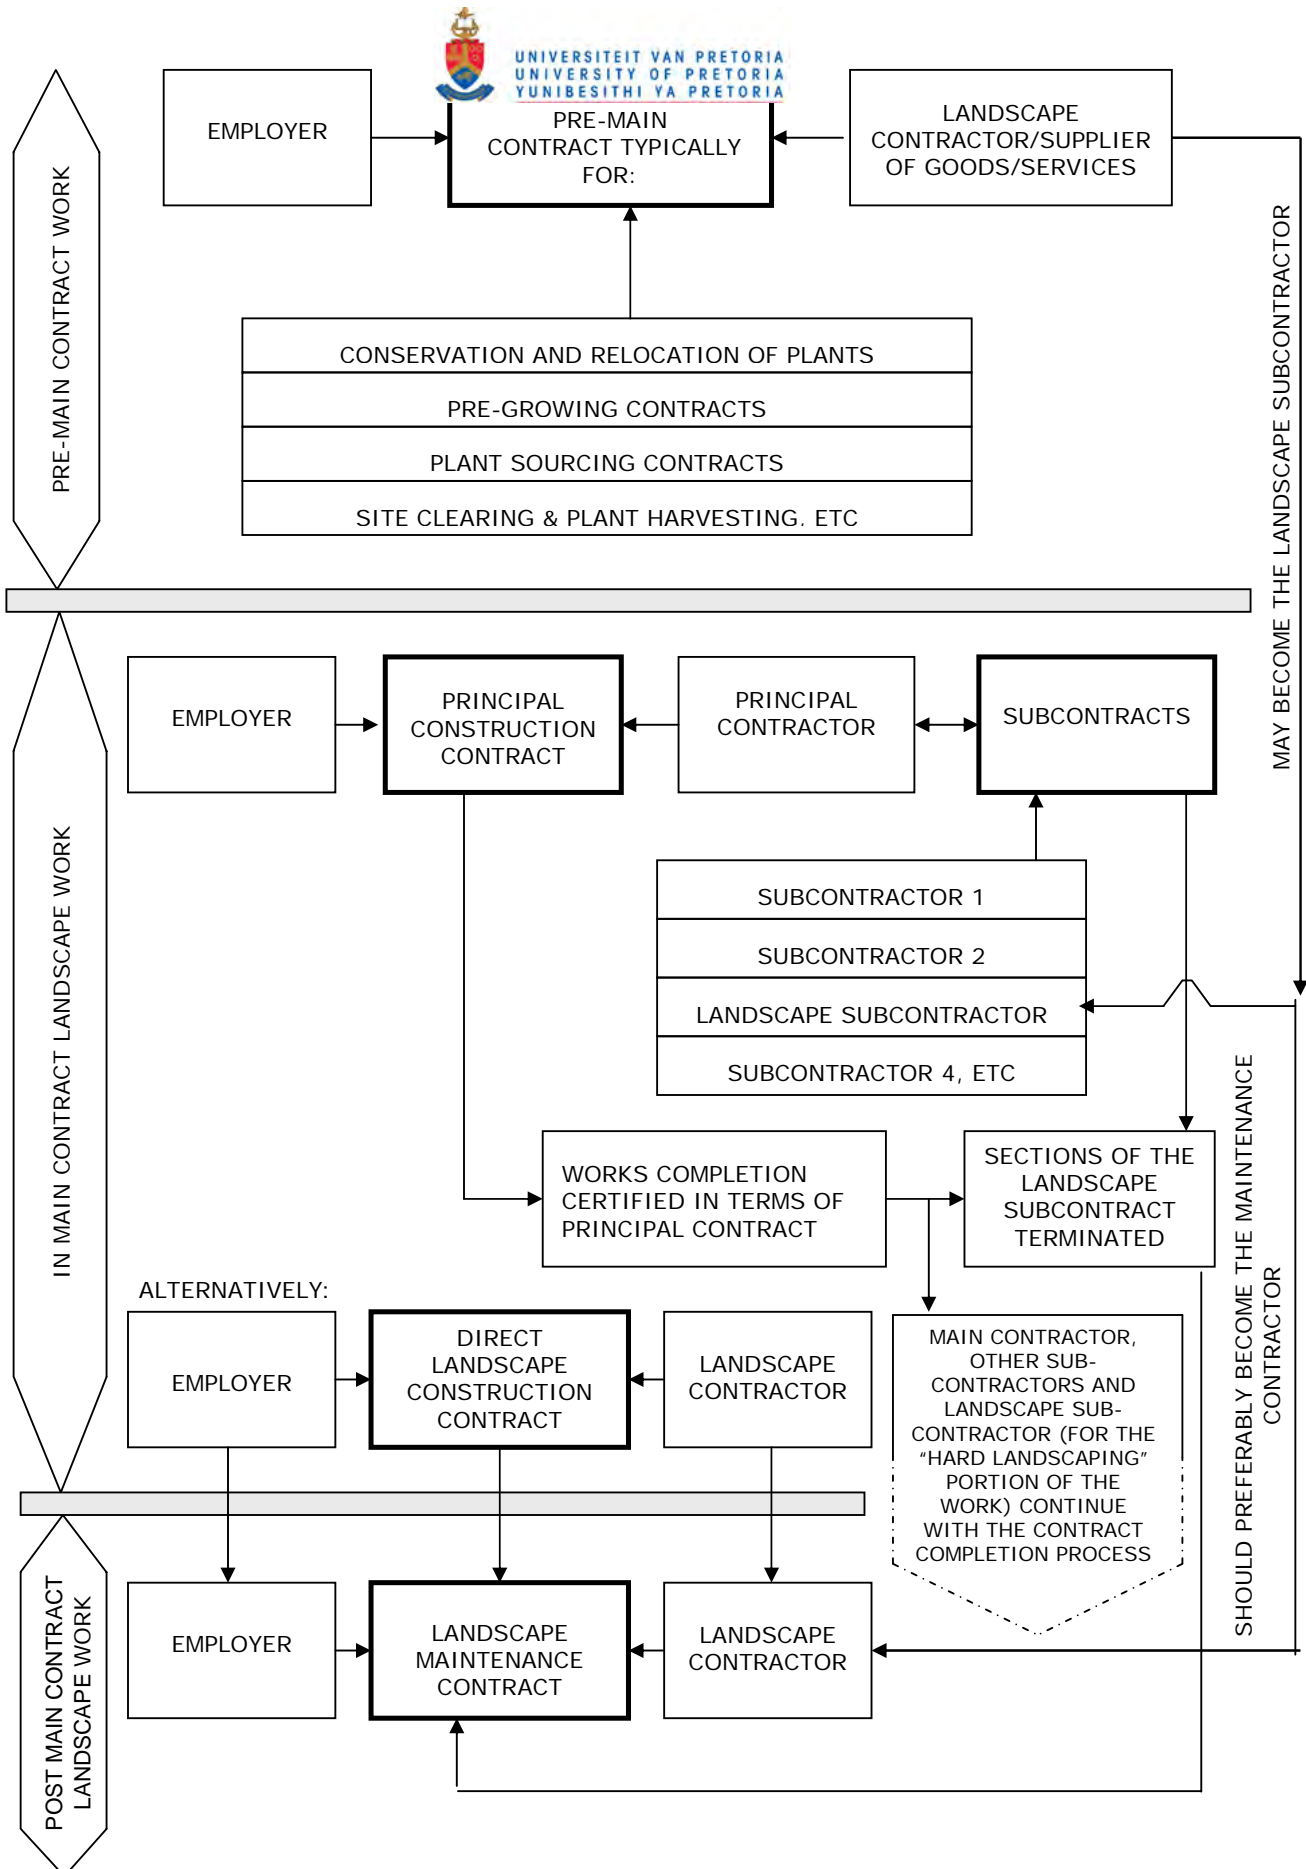 UNIVERSITEIT VAN PRETORIA
UNIVERSITY OF PRETORIA
YUNIBESITHI YA PRETORIA
PRE-MAIN CONTRACT WORK
EMPLOYER
PRE-MAIN
CONTRACT TYPICALLY
FOR:
LANDSCAPE
CONTRACTOR/SUPPLIER
OF GOODS/SERVICES
MAY BECOME THE LANDSCAPE SUBCONTRACTOR
CONSERVATION AND RELOCATION OF PLANTS
PRE-GROWING CONTRACTS
PLANT SOURCING CONTRACTS
SITE CLEARING & PLANT HARVESTING. ETC
IN MAIN CONTRACT LANDSCAPE WORK
EMPLOYER
PRINCIPAL
CONSTRUCTION
CONTRACT
PRINCIPAL
CONTRACTOR
SUBCONTRACTS
SUBCONTRACTOR 1
SUBCONTRACTOR 2
LANDSCAPE SUBCONTRACTOR
SUBCONTRACTOR 4, ETC
WORKS COMPLETION
CERTIFIED IN TERMS OF
PRINCIPAL CONTRACT
SECTIONS OF THE
LANDSCAPE
SUBCONTRACT
TERMINATED
SHOULD PREFERABLY BECOME THE MAINTENANCE
CONTRACTOR
ALTERNATIVELY:
EMPLOYER
DIRECT
LANDSCAPE
CONSTRUCTION
CONTRACT
LANDSCAPE
CONTRACTOR
MAIN CONTRACTOR,
OTHER SUB-
CONTRACTORS AND
LANDSCAPE SUB-
CONTRACTOR (FOR THE
“HARD LANDSCAPING”
PORTION OF THE
WORK) CONTINUE
WITH THE CONTRACT
COMPLETION PROCESS
POST MAIN CONTRACT
LANDSCAPE WORK
EMPLOYER
LANDSCAPE
MAINTENANCE
CONTRACT
LANDSCAPE
CONTRACTOR